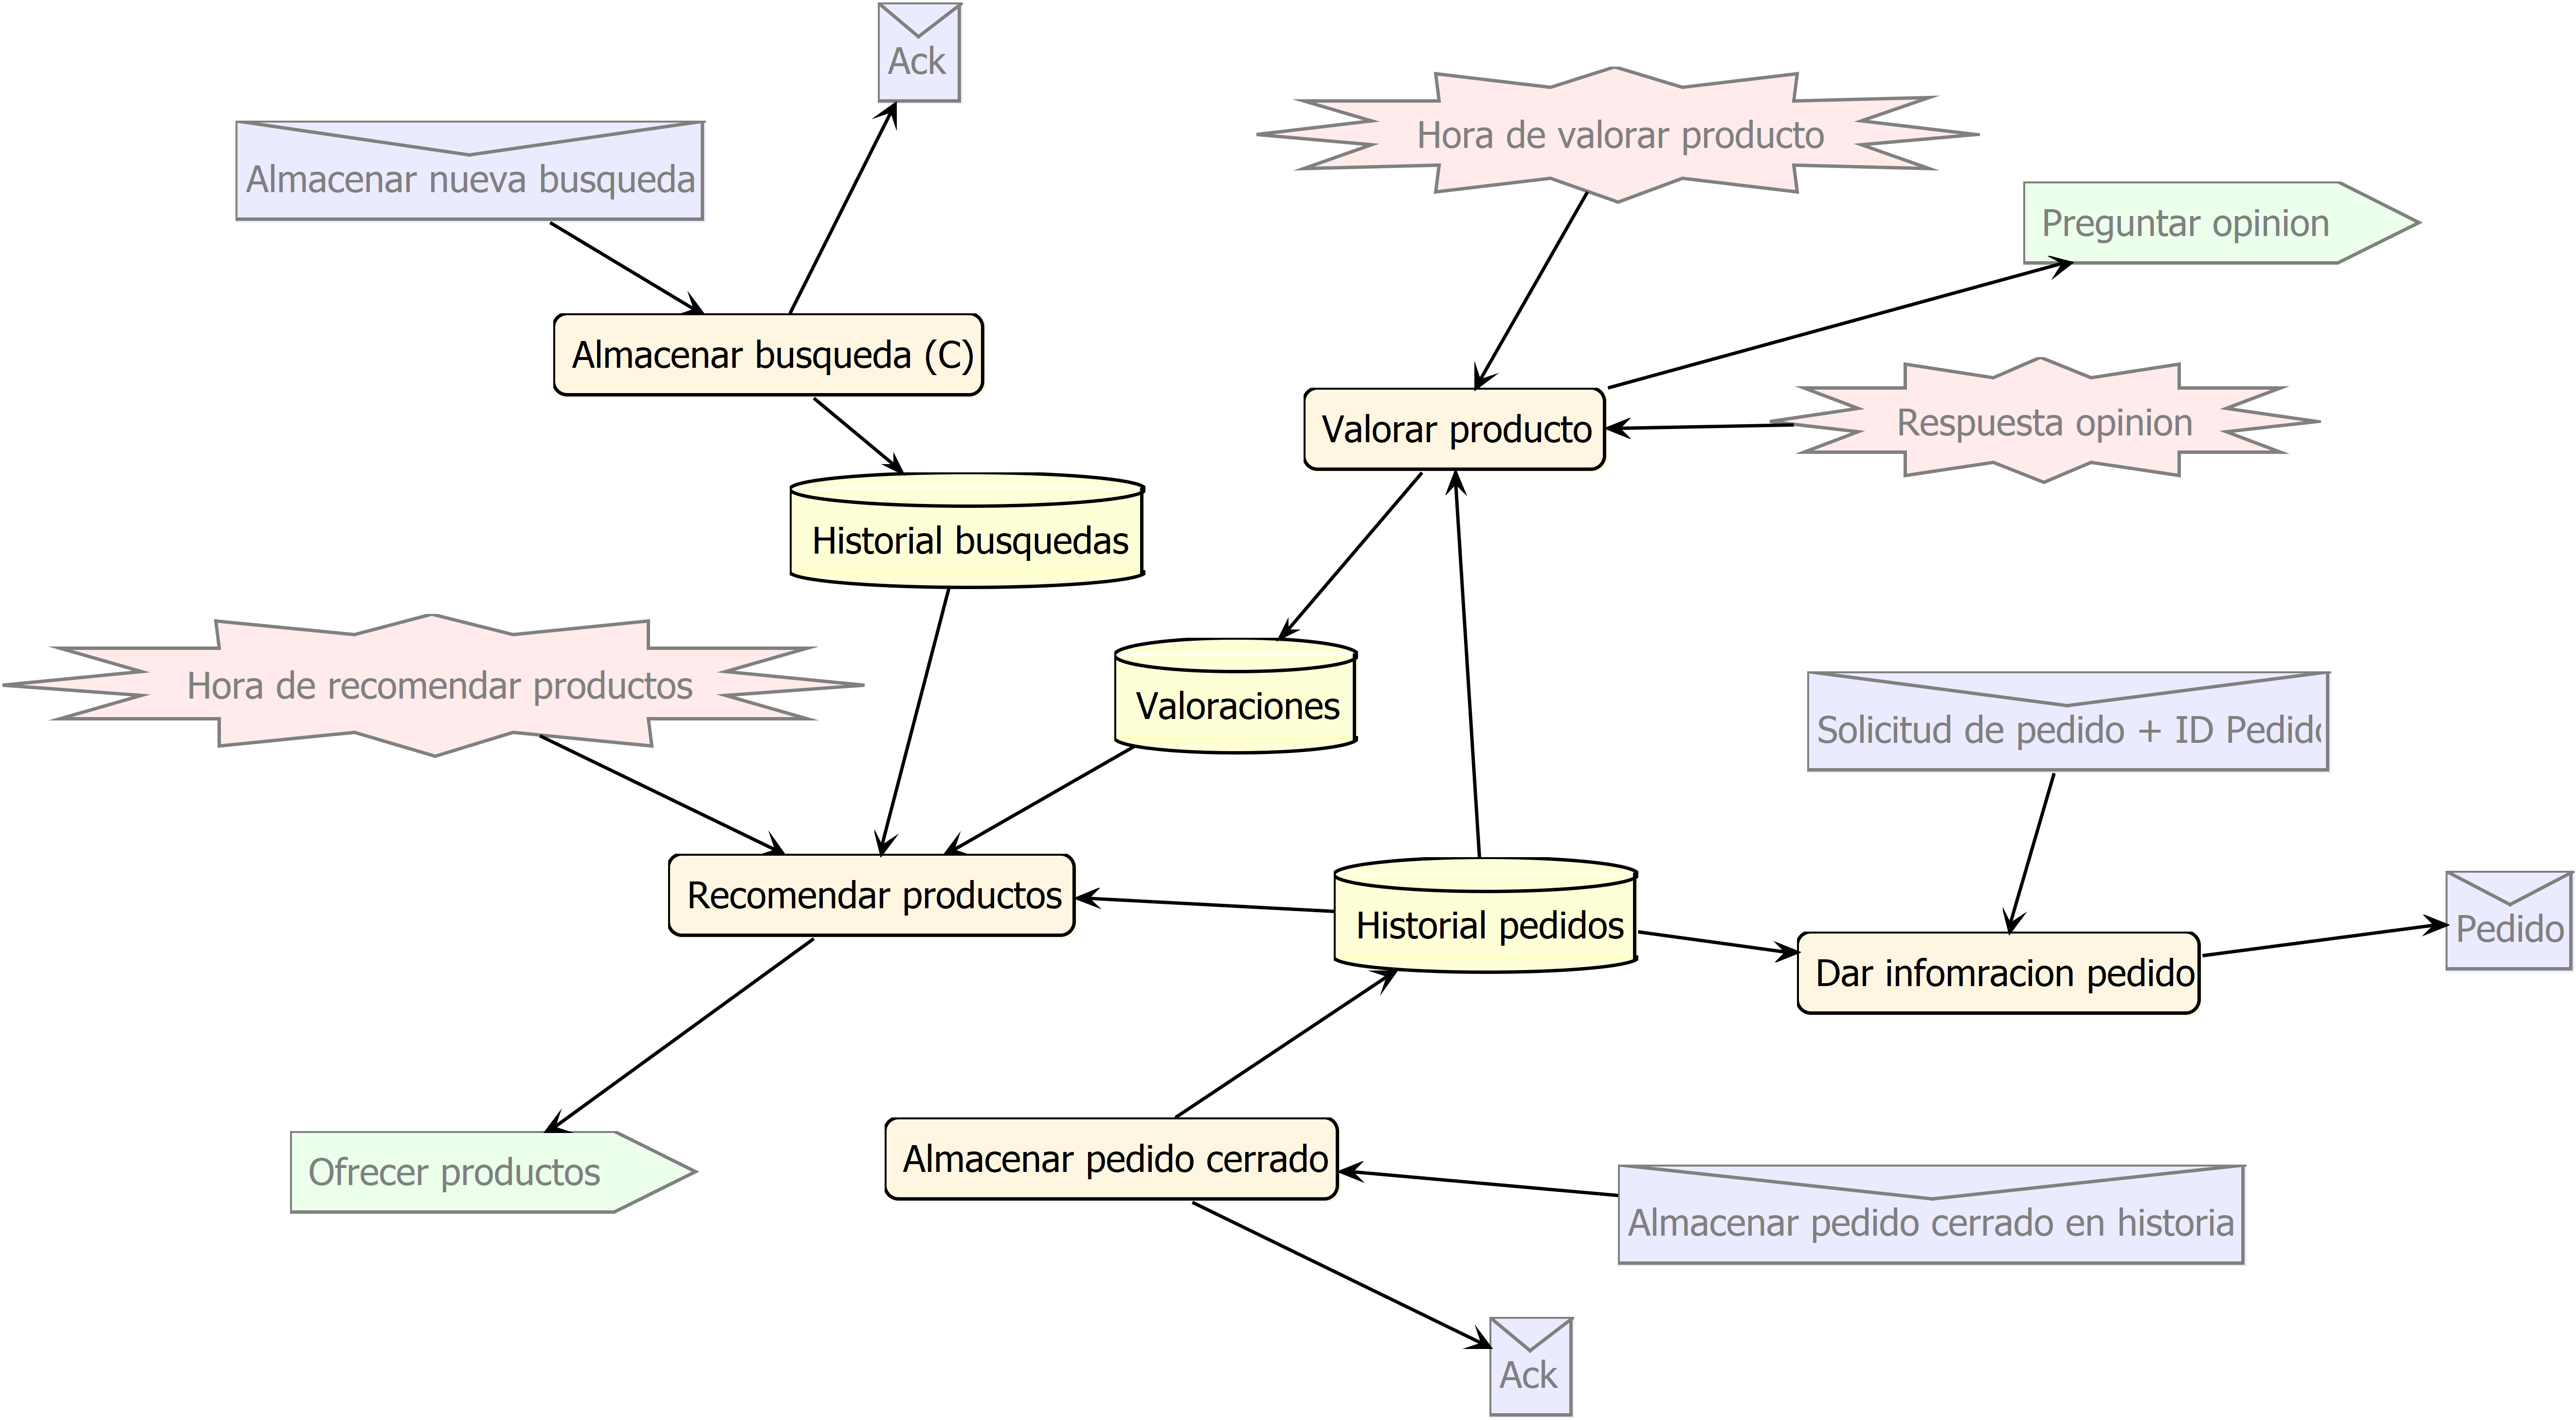 Ack
Almacenar nueva busqueda
Hora de valorar producto
Preguntar opinion
Almacenar busqueda (C)
Valorar producto
Respuesta opinion
Historial busquedas
Hora de recomendar productos
Valoraciones
Solicitud de pedido + ID Pedido
Recomendar productos
Historial pedidos
Pedido
Dar infomracion pedido
Almacenar pedido cerrado
Ofrecer productos
Almacenar pedido cerrado en historia
Ack